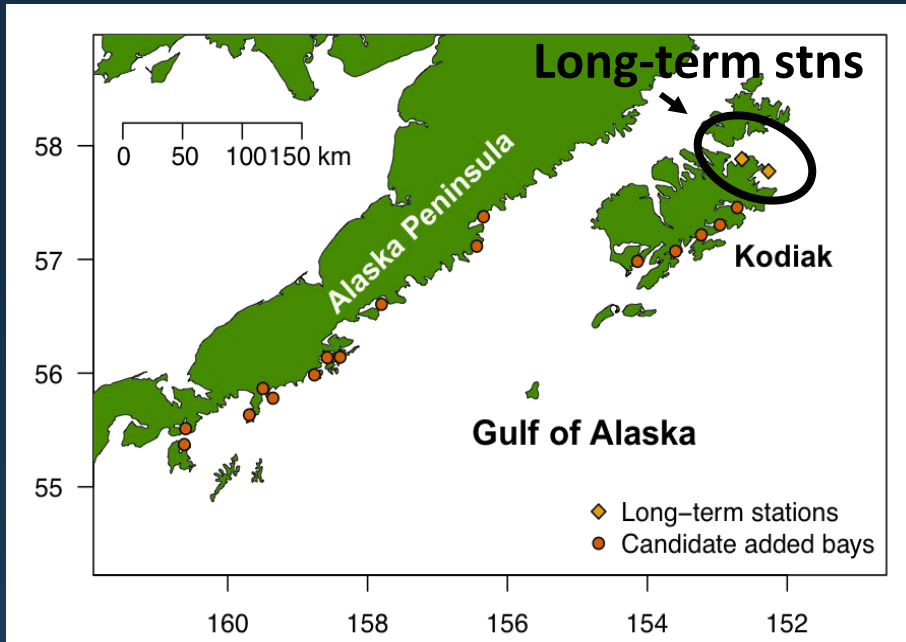 Long-term stns
58
0 50 100150 km
Alaska Peninsula
57
Kodiak
56
Gulf of Alaska
55
Long−term stations
Candidate added bays
160 158 156 154 152